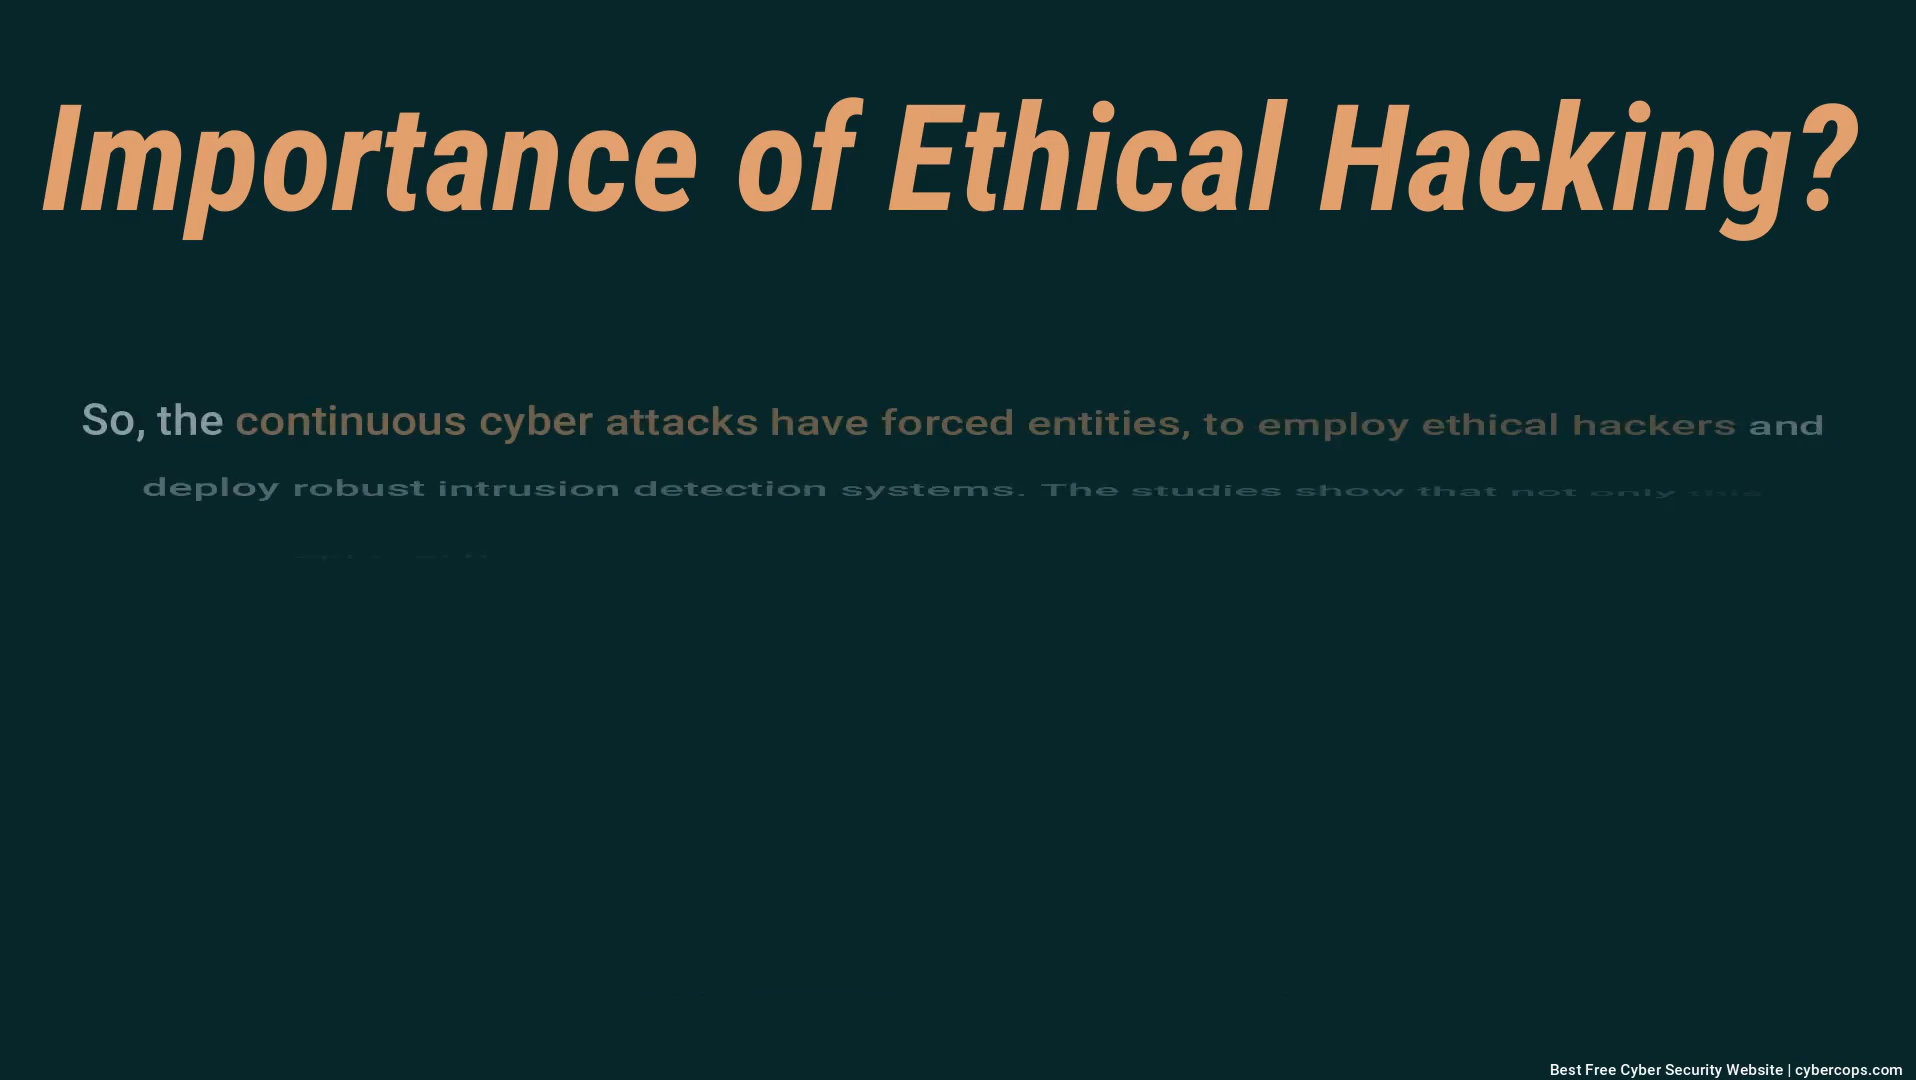 Importance of Ethical Hacking?
So, the continuous cyber attacks have forced entities, to employ ethical hackers and
deploy robust intrusion detection systems. The studies show that not only this
Best Free Cyber Security Website | cybercops.com